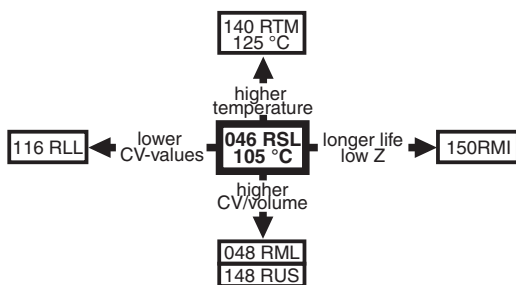 140 RTM
125 °C
higher
temperature
116 RLL
lower
CV-values
046 RSL
105 °C
longer life
low Z
150RMI
higher
CV/volume
048 RML
148 RUS